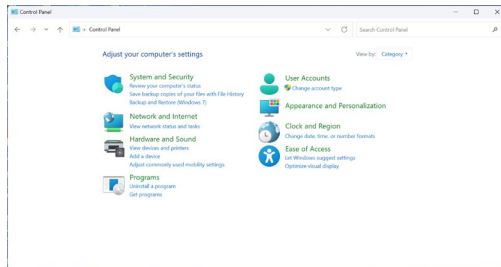 Control Panel
Control Panel
Search Control Panel
Adjust your computer's settings
View by: Category
System and Security
Review your computer's status
Save backup copies of your files with File History
Backup and Restore (Windows 7)
Network and Internet
View network status and tasks
Hardware and Sound
View devices and printers
Add a device
Adjust commonly used mobility settings
Programs
Uninstall a program
Get programs
User Accounts
Change account type
Appearance and Personalization
Clock and Region
Change date, time, or number formats
Ease of Access
Let Windows suggest settings
Optimize visual display